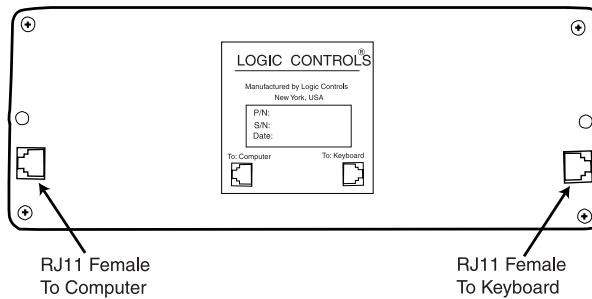 LOGIC CONTROLS®
Manufactured by Logic Controls
New York, USA
P/N:
S/N:
Date:
To: Computer To: Keyboard
RJ11 Female
To Computer
RJ11 Female
To Keyboard